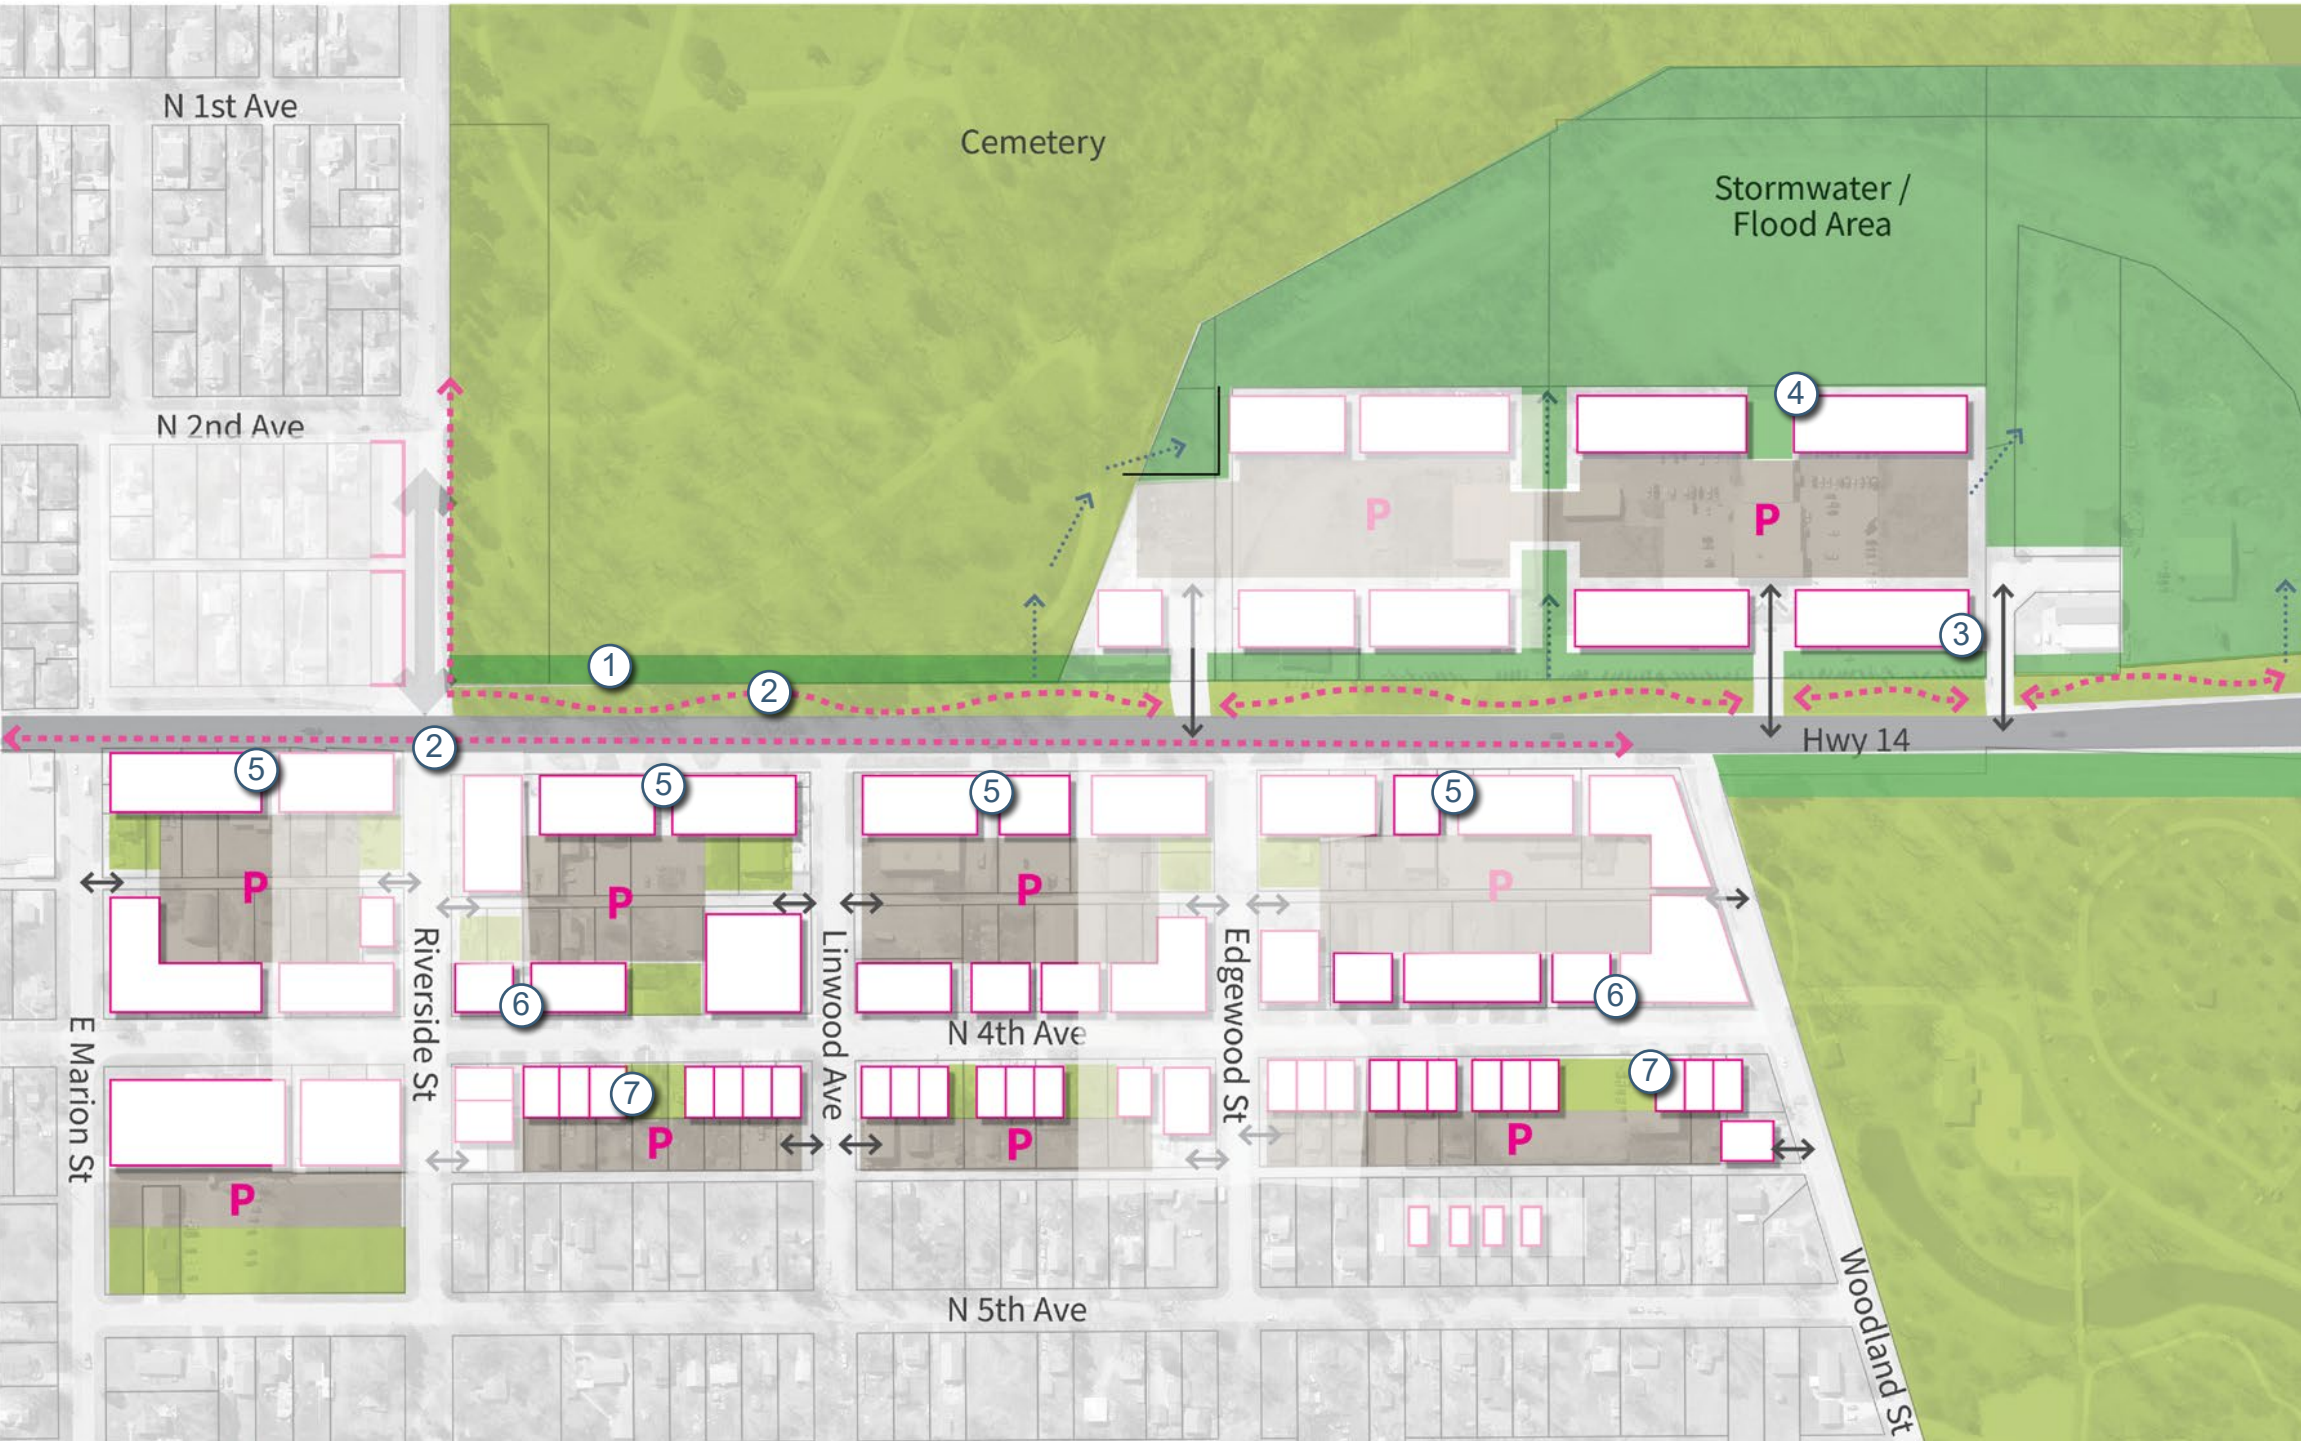 N 1st Ave
Cemetery
Stormwater /
Flood Area
N 2nd Ave
4
P
P
3
1
2
2
Hwy 14
5
5
5
5
P
P
P
P
Riverside St
Linwood Ave
Edgewood St
6
6
E Marion St
N 4th Ave
7
7
P
P
P
P
N 5th Ave
Woodland St